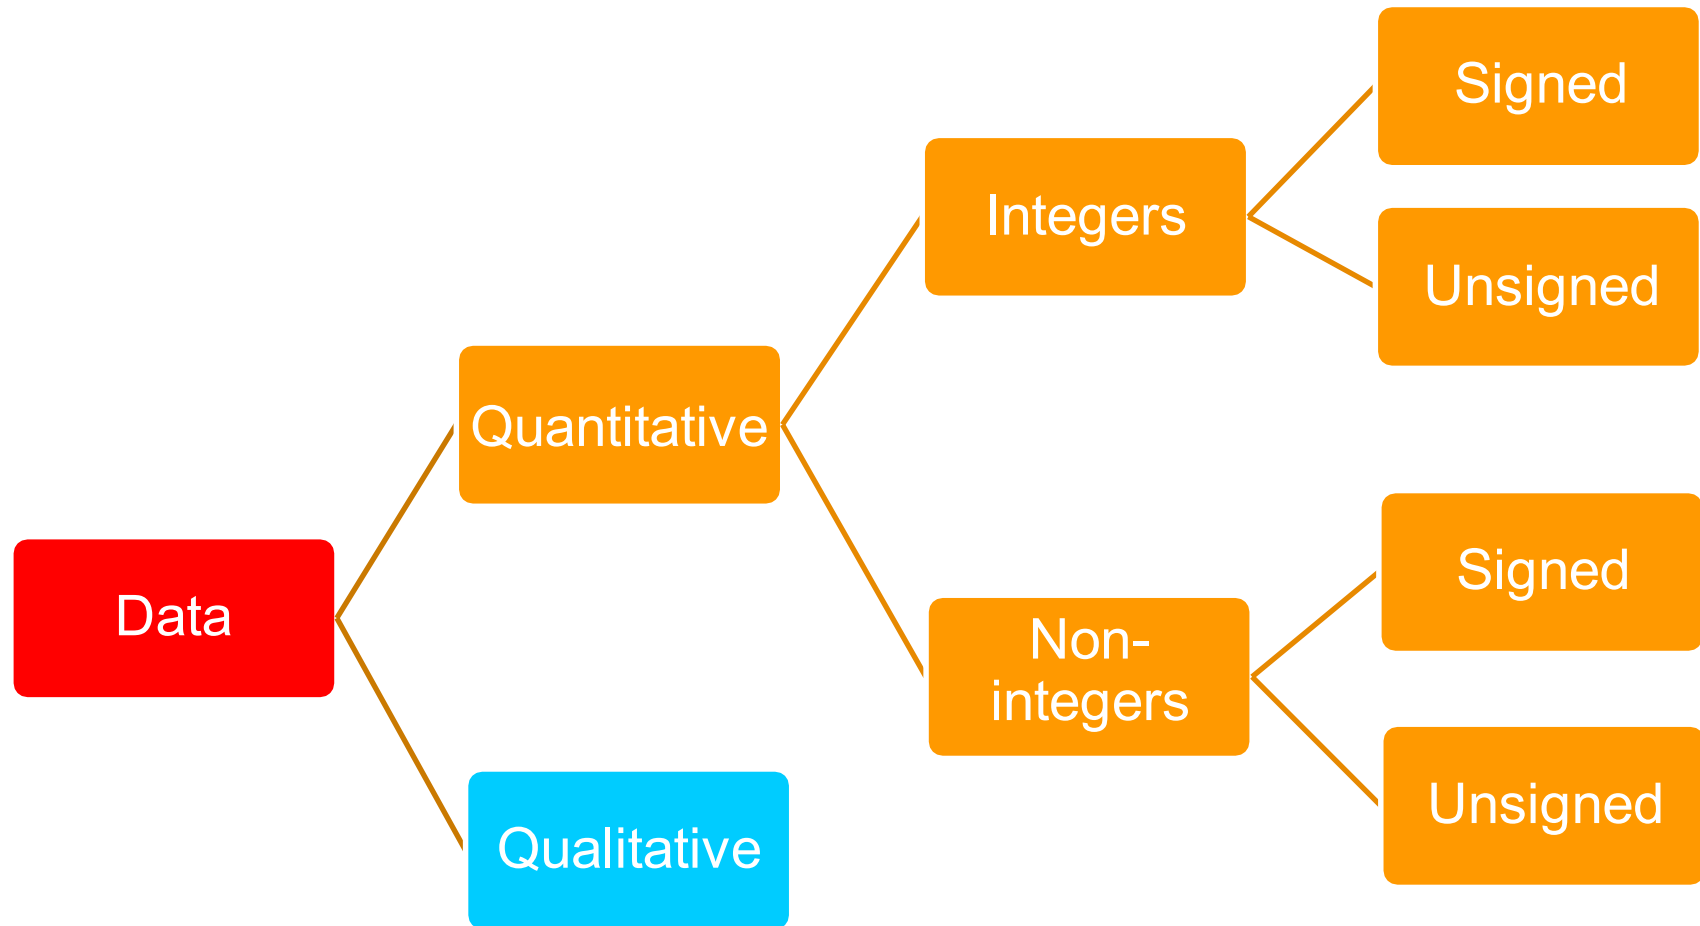 Data
Quantitative
Qualitative
Integers
Non-
integers
Signed
Unsigned
Signed
Unsigned